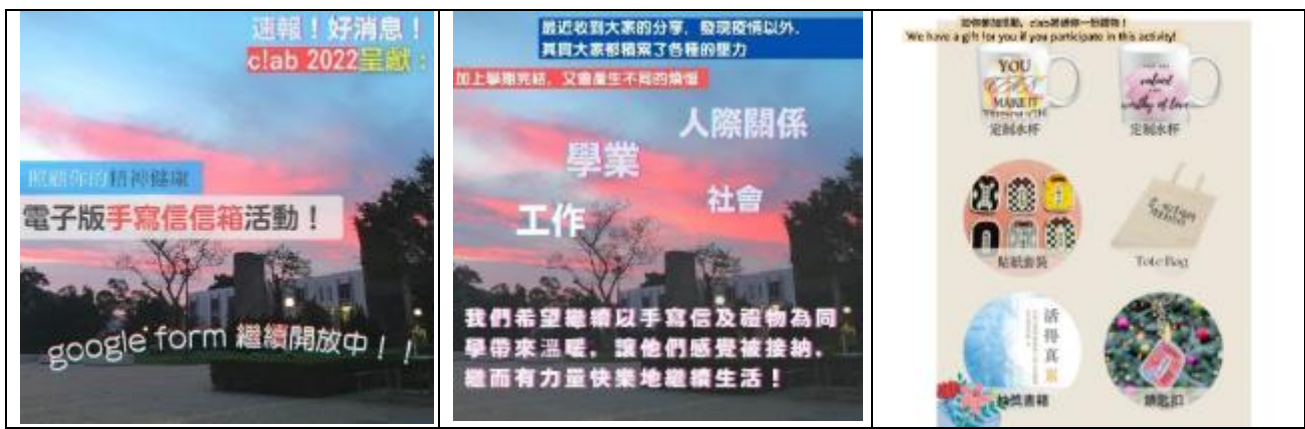 速報！好消息！
c!ab 2022呈獻：
照顧你的精神健康
電子版手寫信信箱活動！
google form 繼續開放中！！
最近收到大家的分享，發現疫情以外，
其實大家都積累了各種的壓力
加上學期完結，又會產生不同的煩惱
人際關係
學業
社會
工作
我們希望繼續以手寫信及禮物為同
學帶來溫暖，讓他們感覺被接納，
繼而有力量快樂地繼續生活！
We have a gift for you if you participate in this activity!
YOU
MAKE IT
定制水杯
worthy of love
定制水杯
貼紙套裝
Tote Bag
活得真
抽獎書籍
鎖匙扣